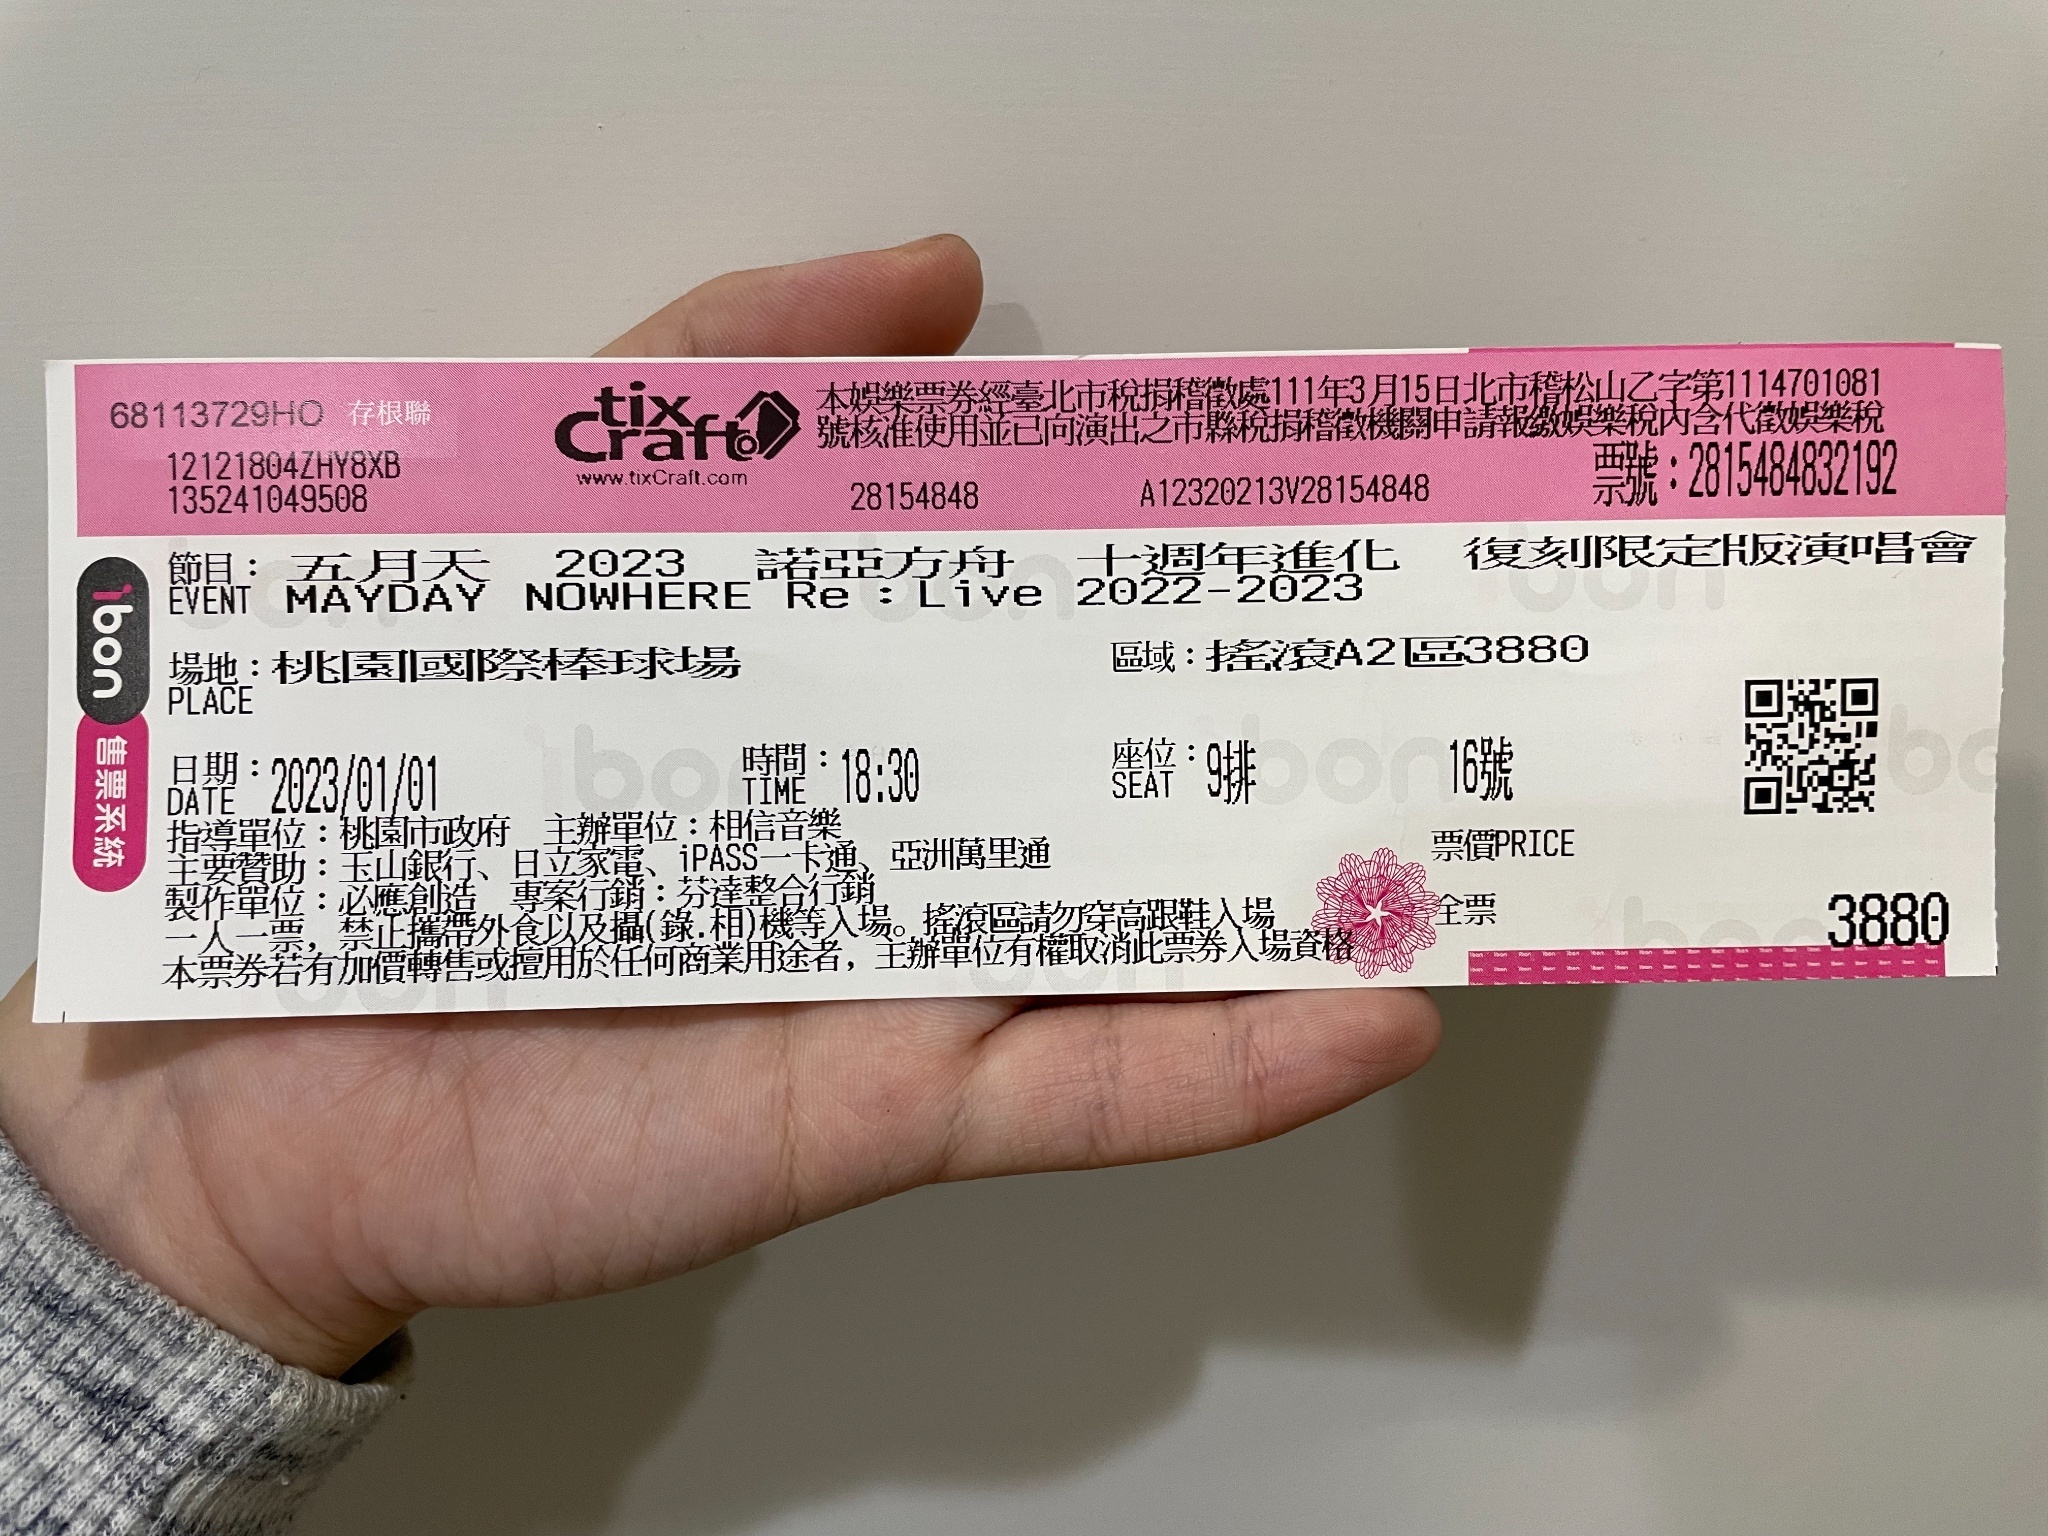 68113729HO 存根聯
12121804ZHY8XB
135241049508
tix Craft
www.tixCraft.com
本娛樂票券經臺北市稅捐稽徵處111年3月15日北市稽松山乙字第1114701081
號核准使用並已向演出之市縣稅捐稽徵機關申請報繳娛樂稅內含代徵娛樂稅
28154848 A12320213V28154848 票號：2815484832192
ibon 售票系統
節目：五月天 2023 諾亞方舟 十週年進化 復刻限定版演唱會
EVENT MAYDAY NOWHERE Re：Live 2022-2023
場地：桃園國際棒球場 區域：搖滾A2區3880
PLACE
日期：2023/01/01 時間：18:30 座位：9排 16號
DATE TIME SEAT
指導單位：桃園市政府 主辦單位：相信音樂
主要贊助：玉山銀行、日立家電、iPASS一卡通、亞洲萬里通
製作單位：必應創造 專案行銷：芬達整合行銷
一人一票，禁止攜帶外食以及攝(錄.相)機等入場。搖滾區請勿穿高跟鞋入場
本票券若有加價轉售或擅用於任何商業用途者，主辦單位有權取消此票券入場資格
票價PRICE
全票 3880